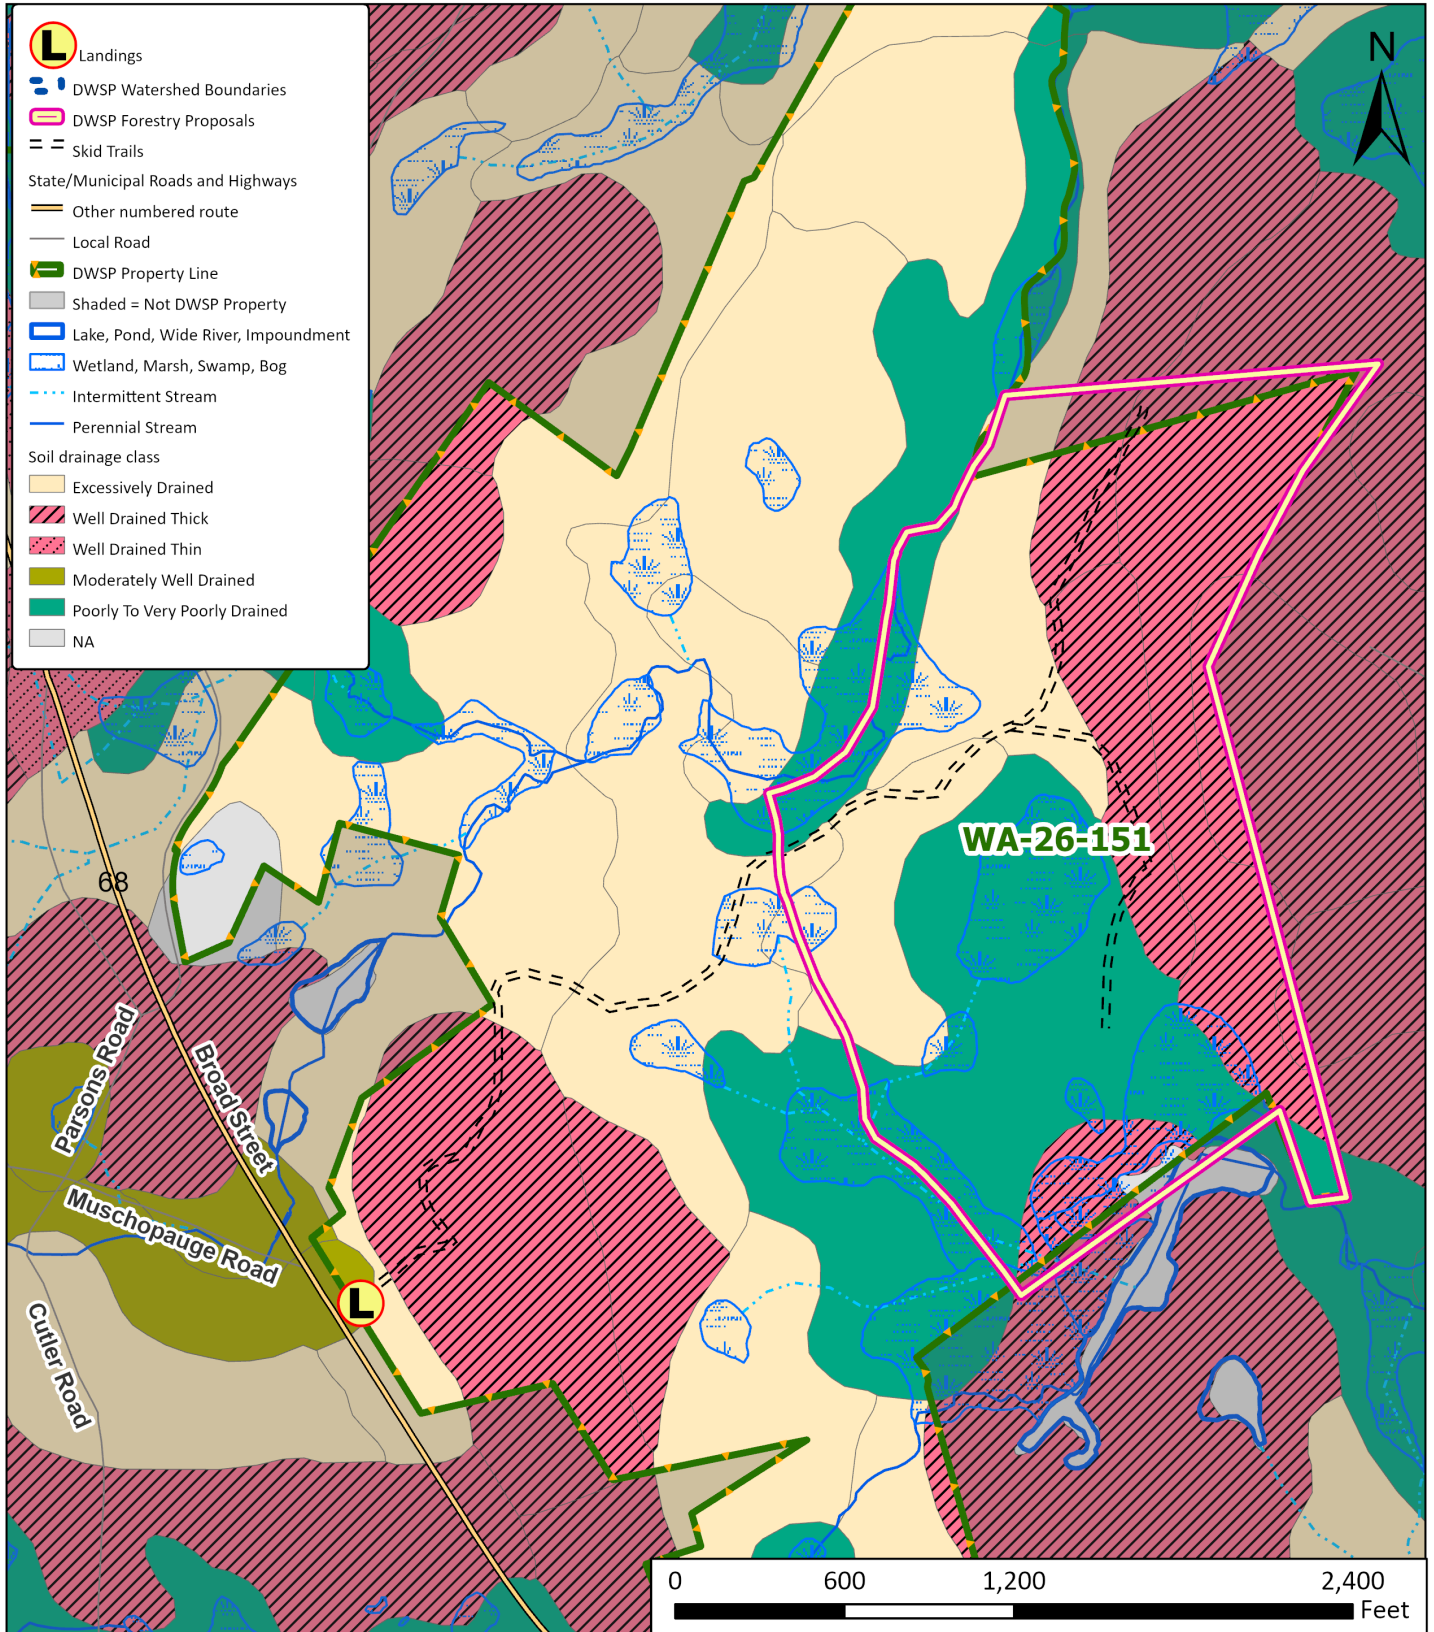 L Landings
DWSP Watershed Boundaries
DWSP Forestry Proposals
Skid Trails
State/Municipal Roads and Highways
Other numbered route
Local Road
DWSP Property Line
Shaded = Not DWSP Property
Lake, Pond, Wide River, Impoundment
Wetland, Marsh, Swamp, Bog
Intermittent Stream
Perennial Stream
Soil drainage class
Excessively Drained
Well Drained Thick
Well Drained Thin
Moderately Well Drained
Poorly To Very Poorly Drained
NA
N
WA-26-151
68
Parsons Road
Broad Street
Muschopauge Road
Cutler Road
L
0 600 1,200 2,400
Feet